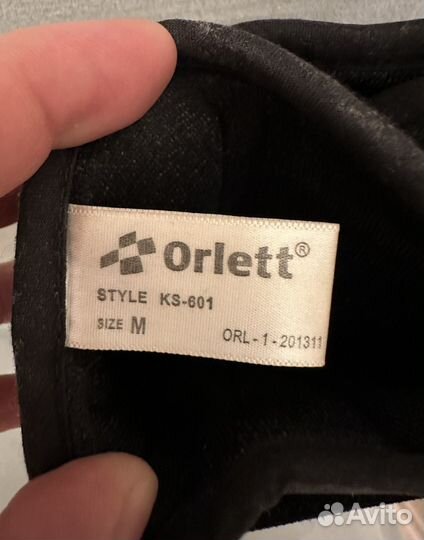 Orlett®
STYLE KS-601
SIZE M
ORL - 1 - 201311
Avito